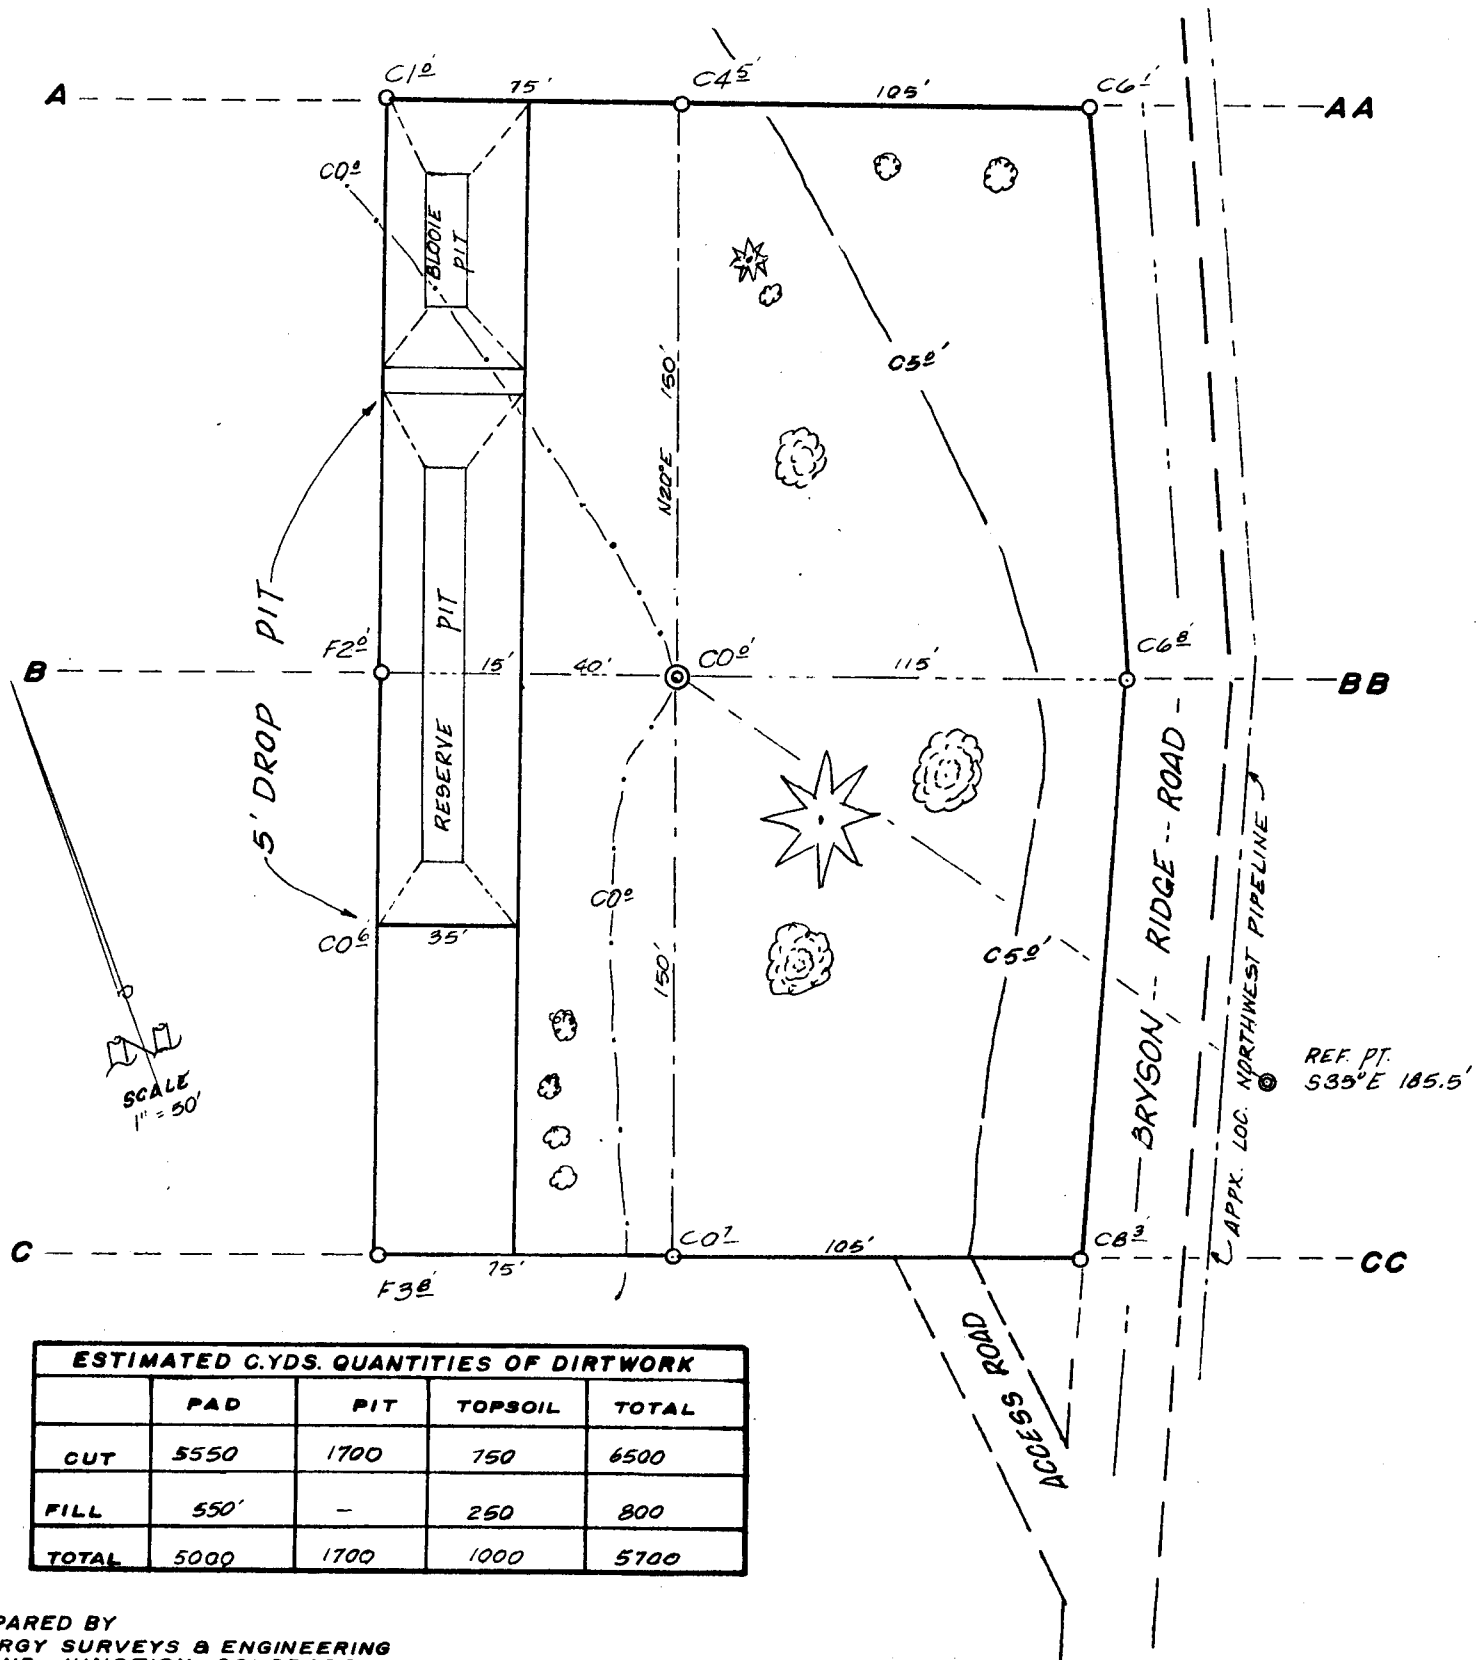 C1 0'
75'
C4 5'
105'
C6 1'
A
AA
C0 0
BLOOIE
PIT
C5 0'
150'
N20°E
5' DROP PIT
F2 0'
RESERVE PIT
C6 8'
B
15'
40'
C0 0'
115'
BB
BRYSON RIDGE ROAD
APPX. LOC. NORTHWEST PIPELINE
C0 6'
35'
C0 0
150'
C5 0'
REF. PT.
S35°E 185.5'
SCALE
1" = 50'
C
C0 7
105'
C8 3'
CC
F3 8'
75'
ACCESS ROAD
ESTIMATED C.YDS. QUANTITIES OF DIRTWORK
PAD PIT TOPSOIL TOTAL
CUT 5550 1700 750 6500
FILL 550' – 250 800
TOTAL 5000 1700 1000 5700
PARED BY
RGY SURVEYS & ENGINEERING